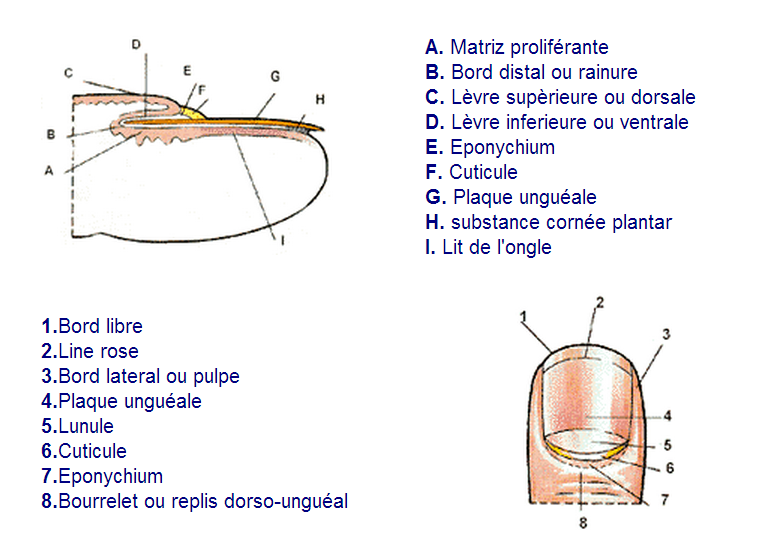 D
C
E
F
G
H
B
A
I
A. Matriz proliférante
B. Bord distal ou rainure
C. Lèvre supèrieure ou dorsale
D. Lèvre inferieure ou ventrale
E. Eponychium
F. Cuticule
G. Plaque unguéale
H. substance cornée plantar
I. Lit de l'ongle
1.Bord libre
2.Line rose
3.Bord lateral ou pulpe
4.Plaque unguéale
5.Lunule
6.Cuticule
7.Eponychium
8.Bourrelet ou replis dorso-unguéal
1
2
3
4
5
6
7
8